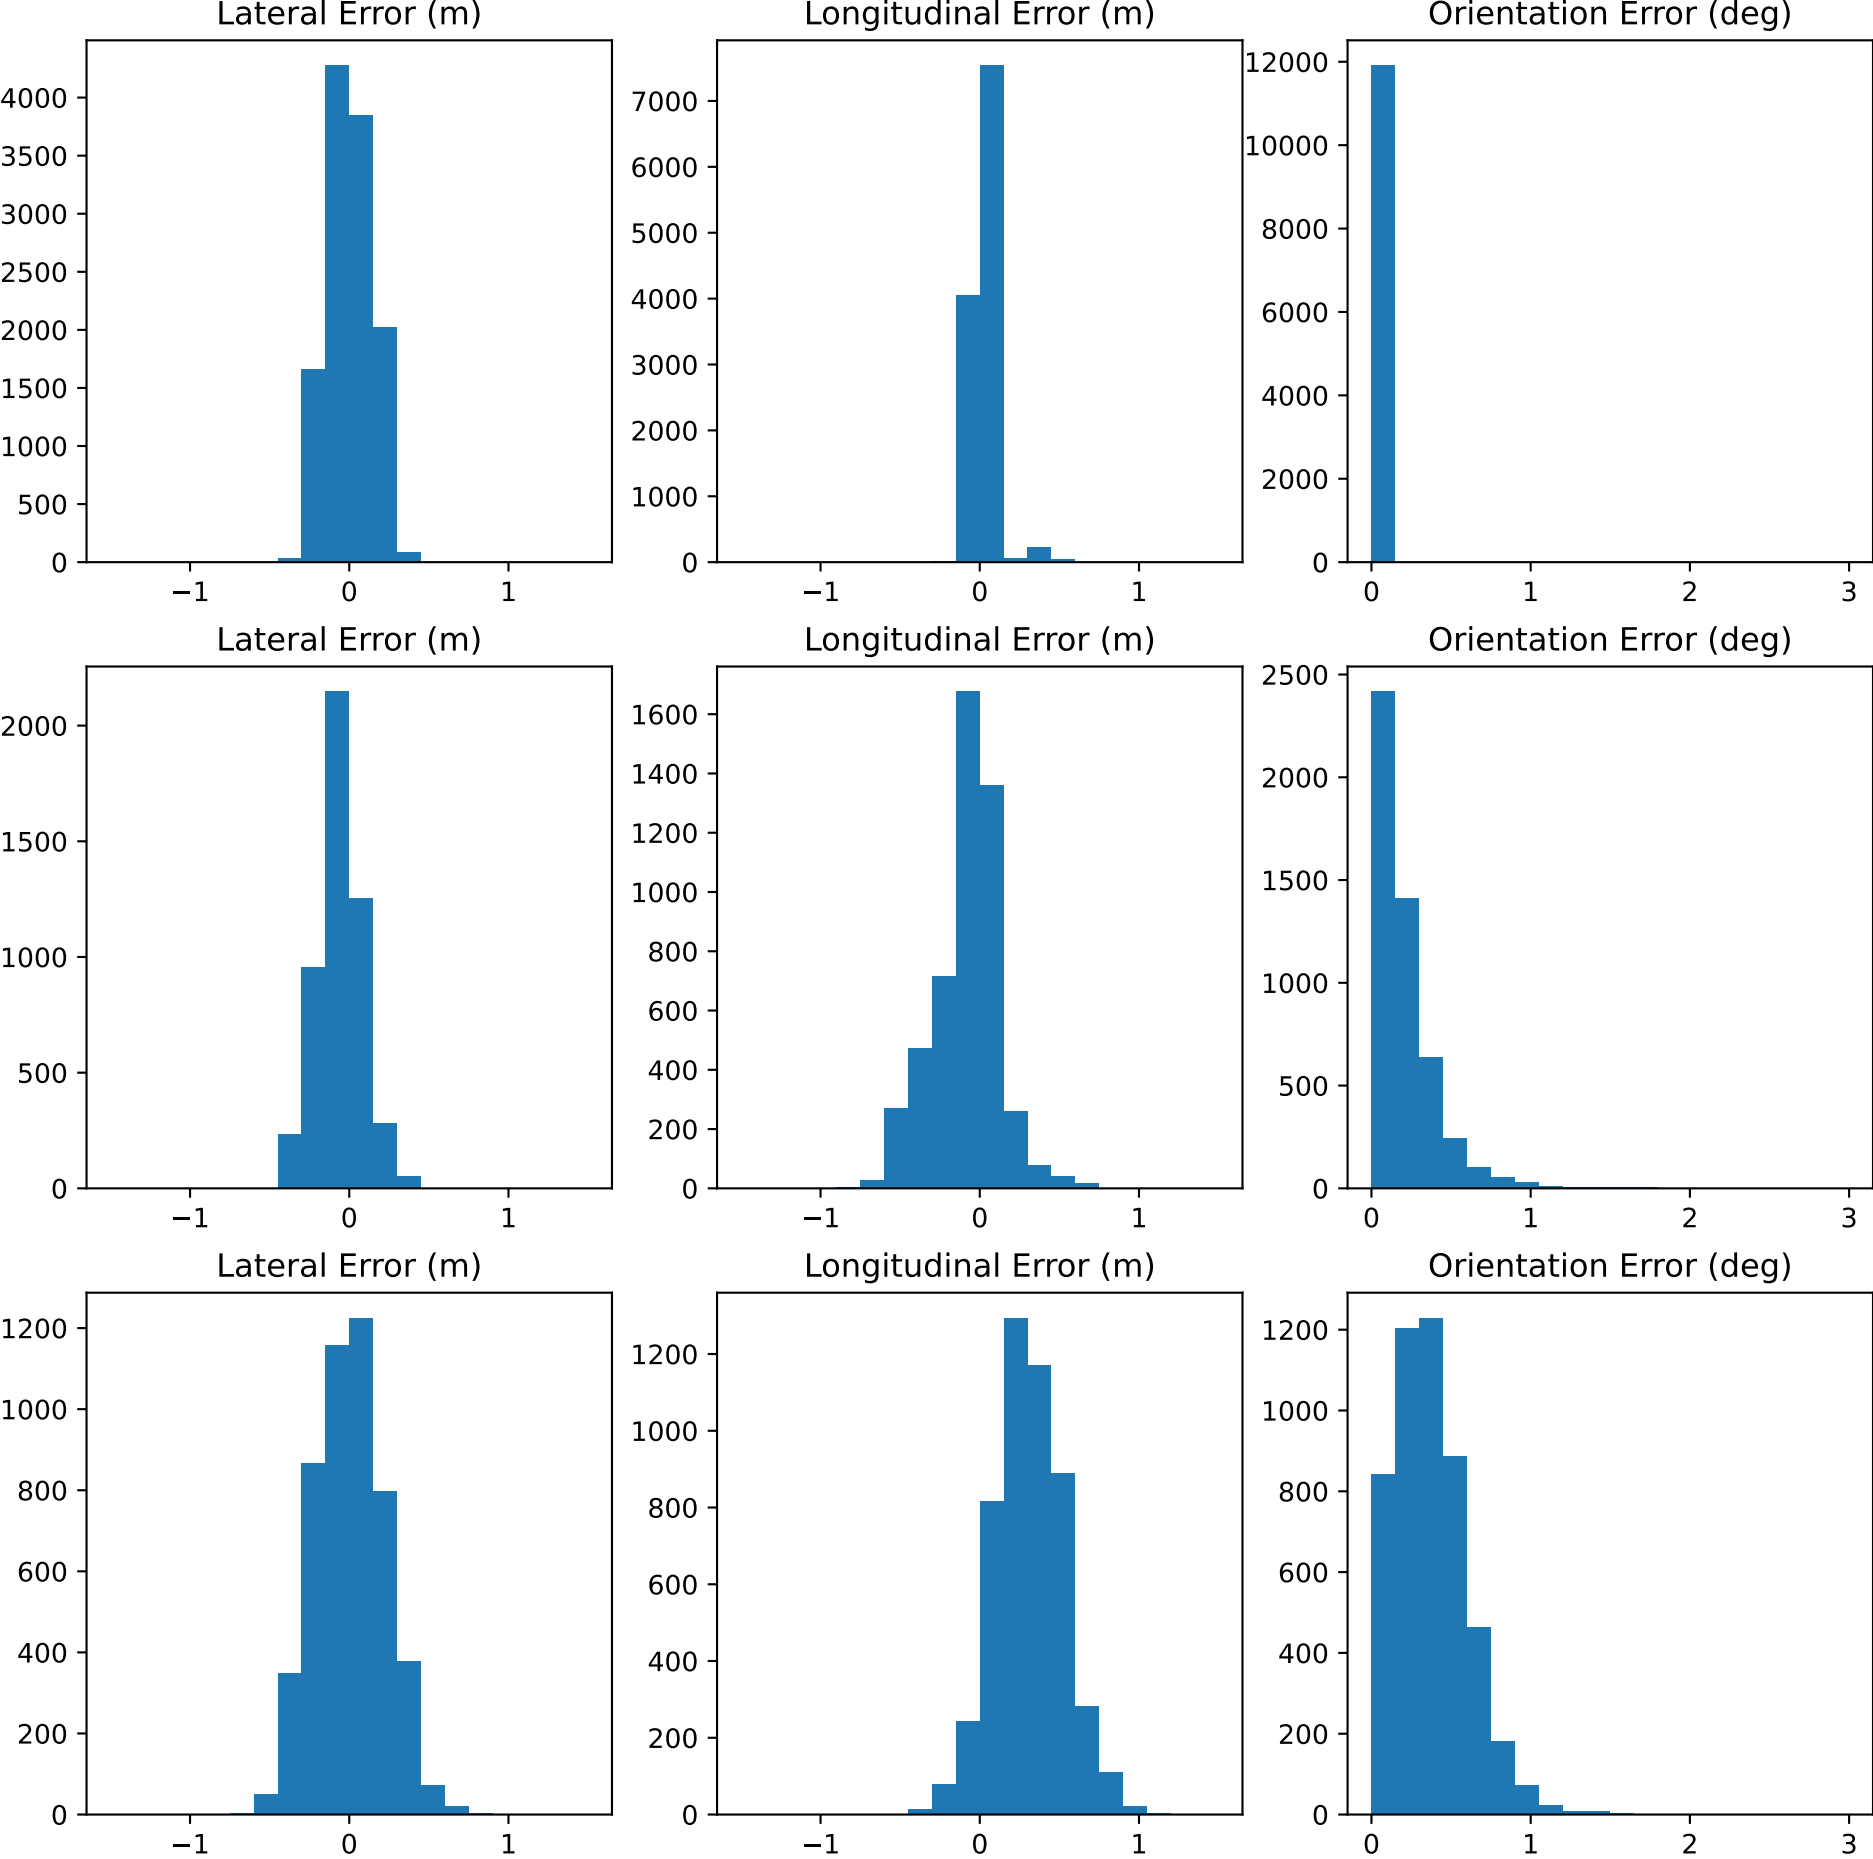 Lateral Error (m) Longitudinal Error (m) Orientation Error (deg)
4000 3500 3000 2500 2000 1500 1000 500 0
−1 0 1
7000 6000 5000 4000 3000 2000 1000 0
−1 0 1
12000 10000 8000 6000 4000 2000 0
0 1 2 3
Lateral Error (m) Longitudinal Error (m) Orientation Error (deg)
2000 1500 1000 500 0
−1 0 1
1600 1400 1200 1000 800 600 400 200 0
−1 0 1
2500 2000 1500 1000 500 0
0 1 2 3
Lateral Error (m) Longitudinal Error (m) Orientation Error (deg)
1200 1000 800 600 400 200 0
−1 0 1
1200 1000 800 600 400 200 0
−1 0 1
1200 1000 800 600 400 200 0
0 1 2 3